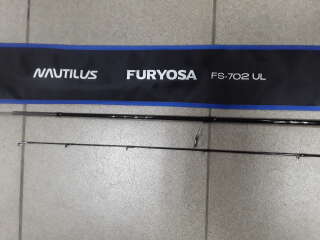 NAUTILUS FURYOSA FS-702 UL